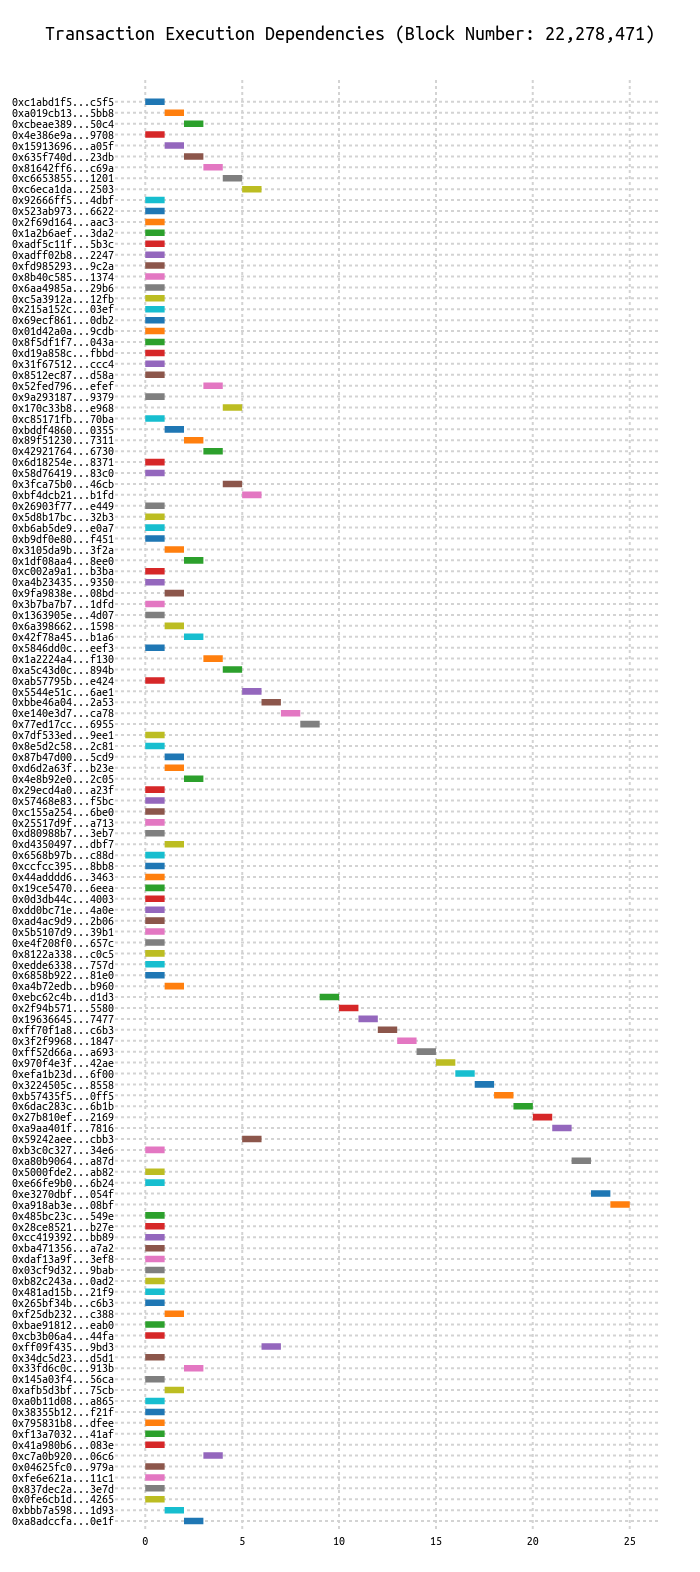 Transaction Execution Dependencies (Block Number: 22,278,471)
0xc1abd1f5...c5f5
0xa019cb13...5bb8
0xcbeae389...50c4
0x4e386e9a...9708
0x15913696...a05f
0x635f740d...23db
0x81642ff6...c69a
0xc6653855...1201
0xc6eca1da...2503
0x92666ff5...4dbf
0x523ab973...6622
0x2f69d164...aac3
0x1a2b6aef...3da2
0xadf5c11f...5b3c
0xadff02b8...2247
0xfd985293...9c2a
0x8b40c585...1374
0x6aa4985a...29b6
0xc5a3912a...12fb
0x215a152c...03ef
0x69ecf861...0db2
0x01d42a0a...9cdb
0x8f5df1f7...043a
0xd19a858c...fbbd
0x31f67512...ccc4
0x8512ec87...d58a
0x52fed796...efef
0x9a293187...9379
0x170c33b8...e968
0xc85171fb...70ba
0xbddf4860...0355
0x89f51230...7311
0x42921764...6730
0x6d18254e...8371
0x58d76419...83c0
0x3fca75b0...46cb
0xbf4dcb21...b1fd
0x26903f77...e449
0x5d8b17bc...32b3
0xb6ab5de9...e0a7
0xb9df0e80...f451
0x3105da9b...3f2a
0x1df08aa4...8ee0
0xc002a9a1...b3ba
0xa4b23435...9350
0x9fa9838e...08bd
0x3b7ba7b7...1dfd
0x1363905e...4d07
0x6a398662...1598
0x42f78a45...b1a6
0x5846dd0c...eef3
0x1a2224a4...f130
0xa5c43d0c...894b
0xab57795b...e424
0x5544e51c...6ae1
0xbbe46a04...2a53
0xe140e3d7...ca78
0x77ed17cc...6955
0x7df533ed...9ee1
0x8e5d2c58...2c81
0x87b47d00...5cd9
0xd6d2a63f...b23e
0x4e8b92e0...2c05
0x29ecd4a0...a23f
0x57468e83...f5bc
0xc155a254...6be0
0x25517d9f...a713
0xd80988b7...3eb7
0xd4350497...dbf7
0x6568b97b...c88d
0xccfcc395...8bb8
0x44adddd6...3463
0x19ce5470...6eea
0x0d3db44c...4003
0xdd0bc71e...4a0e
0xad4ac9d9...2b06
0x5b5107d9...39b1
0xe4f208f0...657c
0x8122a338...c0c5
0xedde6338...757d
0x6858b922...81e0
0xa4b72edb...b960
0xebc62c4b...d1d3
0x2f94b571...5580
0x19636645...7477
0xff70f1a8...c6b3
0x3f2f9968...1847
0xff52d66a...a693
0x970f4e3f...42ae
0xefa1b23d...6f00
0x3224505c...8558
0xb57435f5...0ff5
0x6dac283c...6b1b
0x27b810ef...2169
0xa9aa401f...7816
0x59242aee...cbb3
0xb3c0c327...34e6
0xa80b9064...a87d
0x5000fde2...ab82
0xe66fe9b0...6b24
0xe3270dbf...054f
0xa918ab3e...08bf
0x485bc23c...549e
0x28ce8521...b27e
0xcc419392...bb89
0xba471356...a7a2
0xdaf13a9f...3ef8
0x03cf9d32...9bab
0xb82c243a...0ad2
0x481ad15b...21f9
0x265bf34b...c6b3
0xf25db232...c388
0xbae91812...eab0
0xcb3b06a4...44fa
0xff09f435...9bd3
0x34dc5d23...d5d1
0x33fd6c0c...913b
0x145a03f4...56ca
0xafb5d3bf...75cb
0xa0b11d08...a865
0x38355b12...f21f
0x795831b8...dfee
0xf13a7032...41af
0x41a980b6...083e
0xc7a0b920...06c6
0x04625fc0...979a
0xfe6e621a...11c1
0x837dec2a...3e7d
0x0fe6cb1d...4265
0xbbb7a598...1d93
0xa8adccfa...0e1f
0 5 10 15 20 25